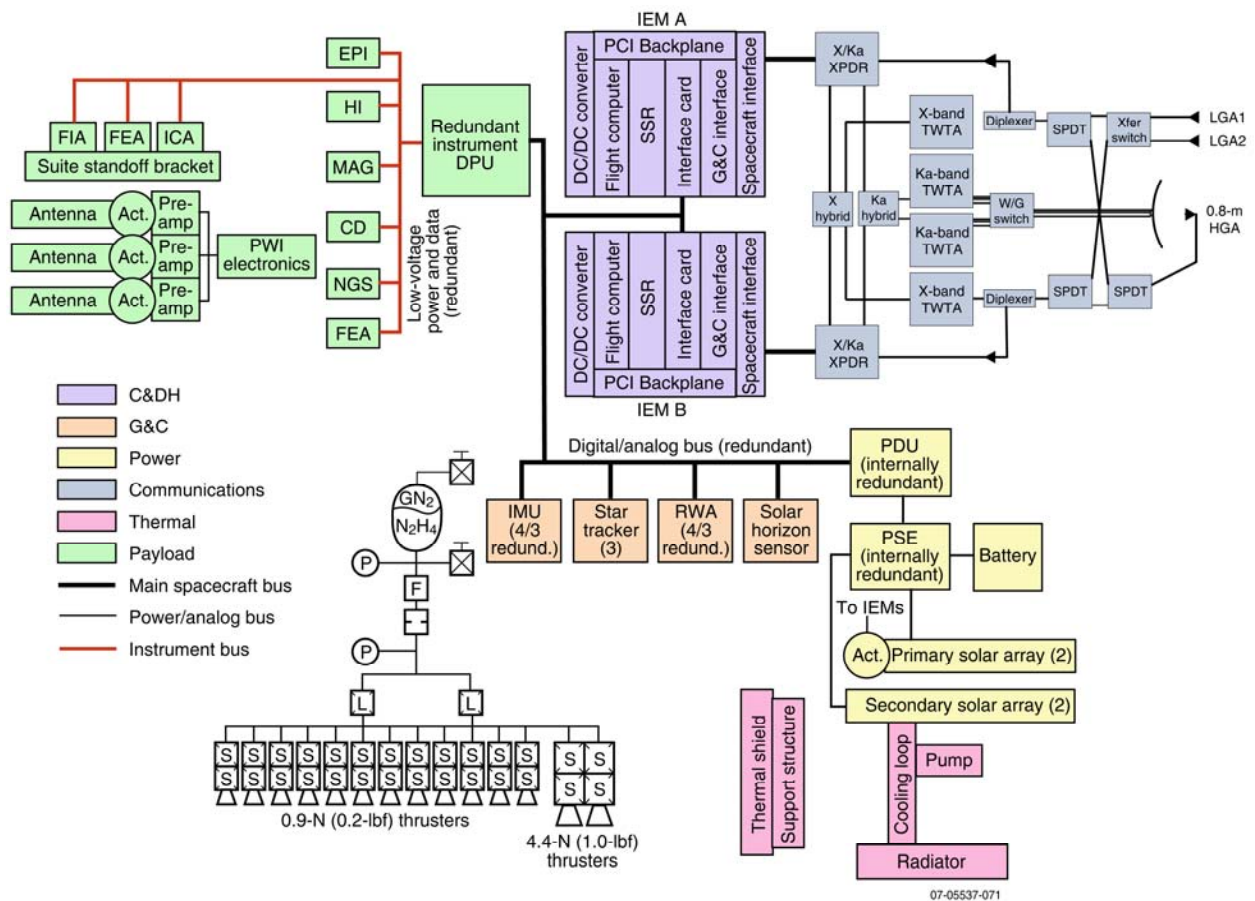 IEM A
EPI
HI
MAG
CD
NGS
FEA
FIA
FEA
ICA
Suite standoff bracket
Antenna
Act.
Pre-
amp
Antenna
Act.
Pre-
amp
Antenna
Act.
Pre-
amp
PWI
electronics
Low-voltage
power and data
(redundant)
Redundant
instrument
DPU
DC/DC converter
PCI Backplane
Flight computer
SSR
Interface card
G&C interface
Spacecraft interface
DC/DC converter
Flight computer
SSR
Interface card
G&C interface
Spacecraft interface
PCI Backplane
IEM B
X/Ka
XPDR
X-band
TWTA
Diplexer
SPDT
Xfer
switch
LGA1
LGA2
Ka-band
TWTA
X
hybrid
Ka
hybrid
W/G
switch
0.8-m
HGA
Ka-band
TWTA
X-band
TWTA
Diplexer
SPDT
SPDT
X/Ka
XPDR
C&DH
G&C
Power
Communications
Thermal
Payload
Main spacecraft bus
Power/analog bus
Instrument bus
Digital/analog bus (redundant)
IMU
(4/3
redund.)
Star
tracker
(3)
RWA
(4/3
redund.)
Solar
horizon
sensor
PDU
(internally
redundant)
PSE
(internally
redundant)
Battery
To IEMs
Act.
Primary solar array (2)
Secondary solar array (2)
Thermal shield
Support structure
Cooling loop
Pump
Radiator
GN2
N2H4
P
F
P
L
L
S S S S S S S S S S S S
S S S S S S S S S S S S
S S
S S
0.9-N (0.2-lbf) thrusters
4.4-N (1.0-lbf)
thrusters
07-05537-071